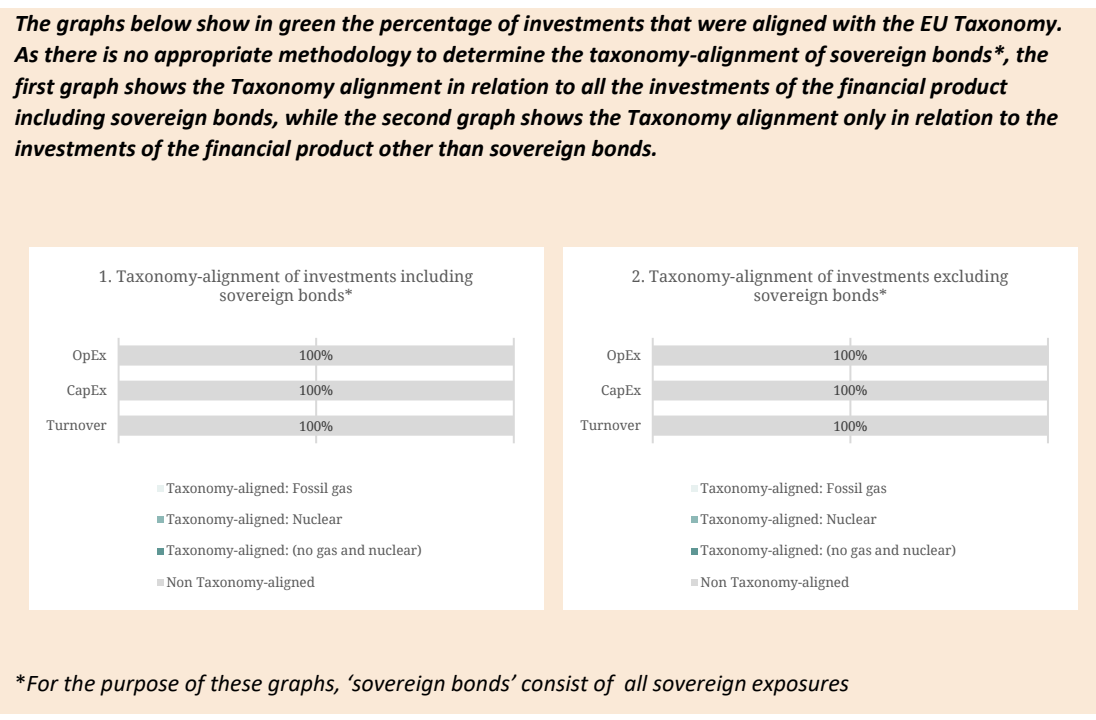 The graphs below show in green the percentage of investments that were aligned with the EU Taxonomy.
As there is no appropriate methodology to determine the taxonomy-alignment of sovereign bonds*, the
first graph shows the Taxonomy alignment in relation to all the investments of the financial product
including sovereign bonds, while the second graph shows the Taxonomy alignment only in relation to the
investments of the financial product other than sovereign bonds.
1. Taxonomy-alignment of investments including
sovereign bonds*
OpEx 100%
CapEx 100%
Turnover 100%
Taxonomy-aligned: Fossil gas
Taxonomy-aligned: Nuclear
Taxonomy-aligned: (no gas and nuclear)
Non Taxonomy-aligned
2. Taxonomy-alignment of investments excluding
sovereign bonds*
OpEx 100%
CapEx 100%
Turnover 100%
Taxonomy-aligned: Fossil gas
Taxonomy-aligned: Nuclear
Taxonomy-aligned: (no gas and nuclear)
Non Taxonomy-aligned
*For the purpose of these graphs, ‘sovereign bonds’ consist of all sovereign exposures